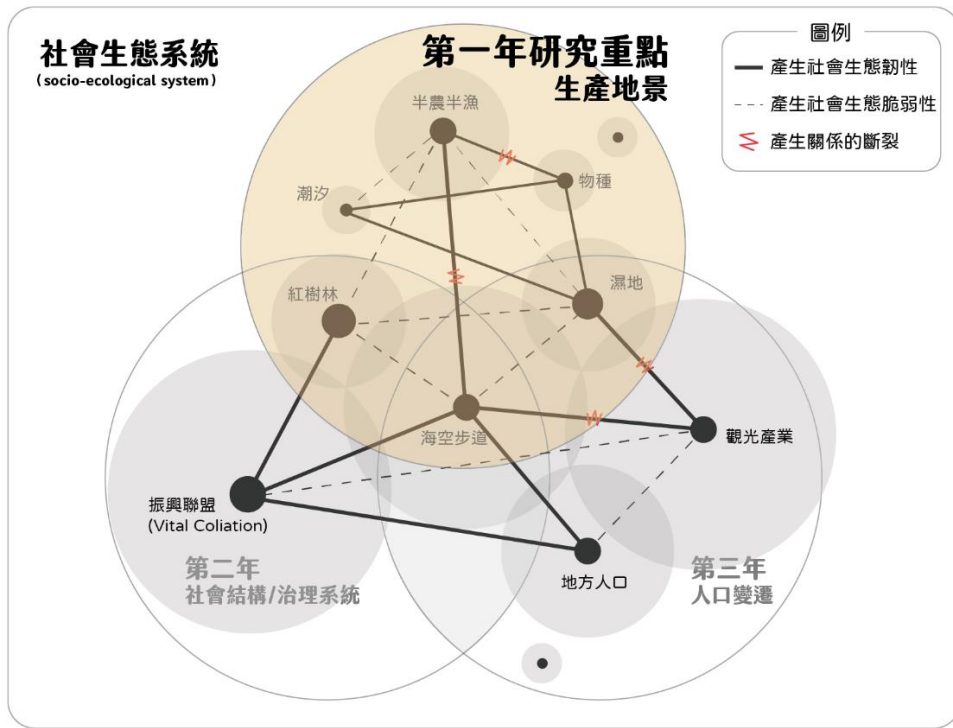 社會生態系統
(socio-ecological system)
第一年研究重點
生產地景
圖例
產生社會生態韌性
產生社會生態脆弱性
產生關係的斷裂
半農半漁
潮汐
物種
紅樹林
濕地
海空步道
觀光產業
振興聯盟
(Vital Coliation)
地方人口
第二年
社會結構/治理系統
第三年
人口變遷